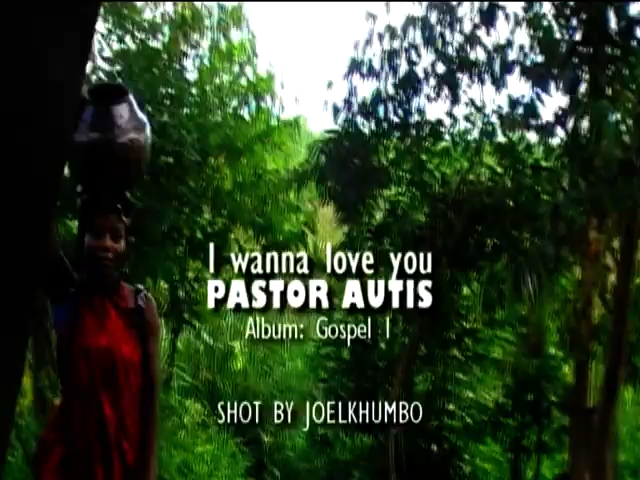 I wanna love you
PASTOR AUTIS
Album: Gospel 1
SHOT BY JOELKHUMBO